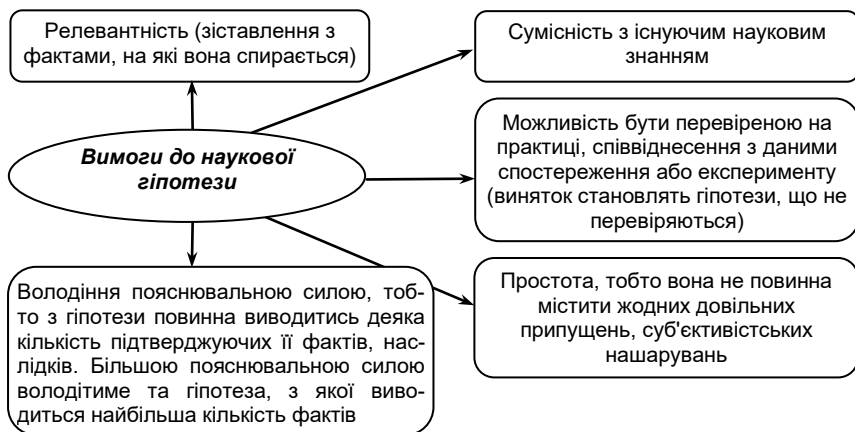 Релевантність (зіставлення з
фактами, на які вона спирається)
Сумісність з існуючим науковим
знанням
Вимоги до наукової
гіпотези
Можливість бути перевіреною на
практиці, співвіднесення з даними
спостереження або експерименту
(виняток становлять гіпотези, що не
перевіряються)
Володіння пояснювальною силою, тоб-
то з гіпотези повинна виводитись деяка
кількість підтверджуючих її фактів, нас-
лідків. Більшою пояснювальною силою
володітиме та гіпотеза, з якої виво-
диться найбільша кількість фактів
Простота, тобто вона не повинна
містити жодних довільних
припущень, суб'єктивістських
нашарувань